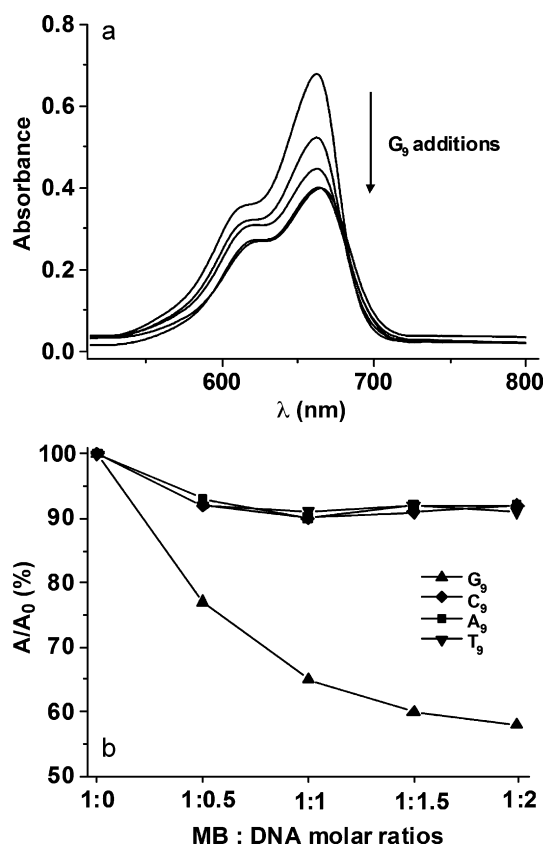 a
0.8
0.6
0.4
0.2
0.0
Absorbance
G9 additions
600
700
800
λ (nm)
100
90
80
70
60
50
A/A0 (%)
G9
C9
A9
T9
b
1:0
1:0.5
1:1
1:1.5
1:2
MB : DNA molar ratios